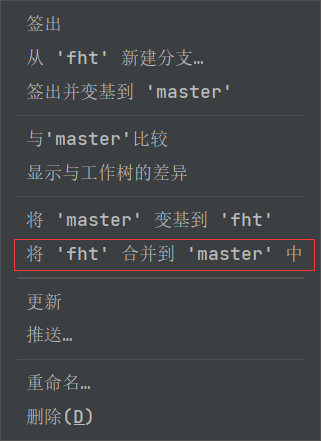 签出
从 'fht' 新建分支…
签出并变基到 'master'
与'master'比较
显示与工作树的差异
将 'master' 变基到 'fht'
将 'fht' 合并到 'master' 中
更新
推送…
重命名…
删除(D)